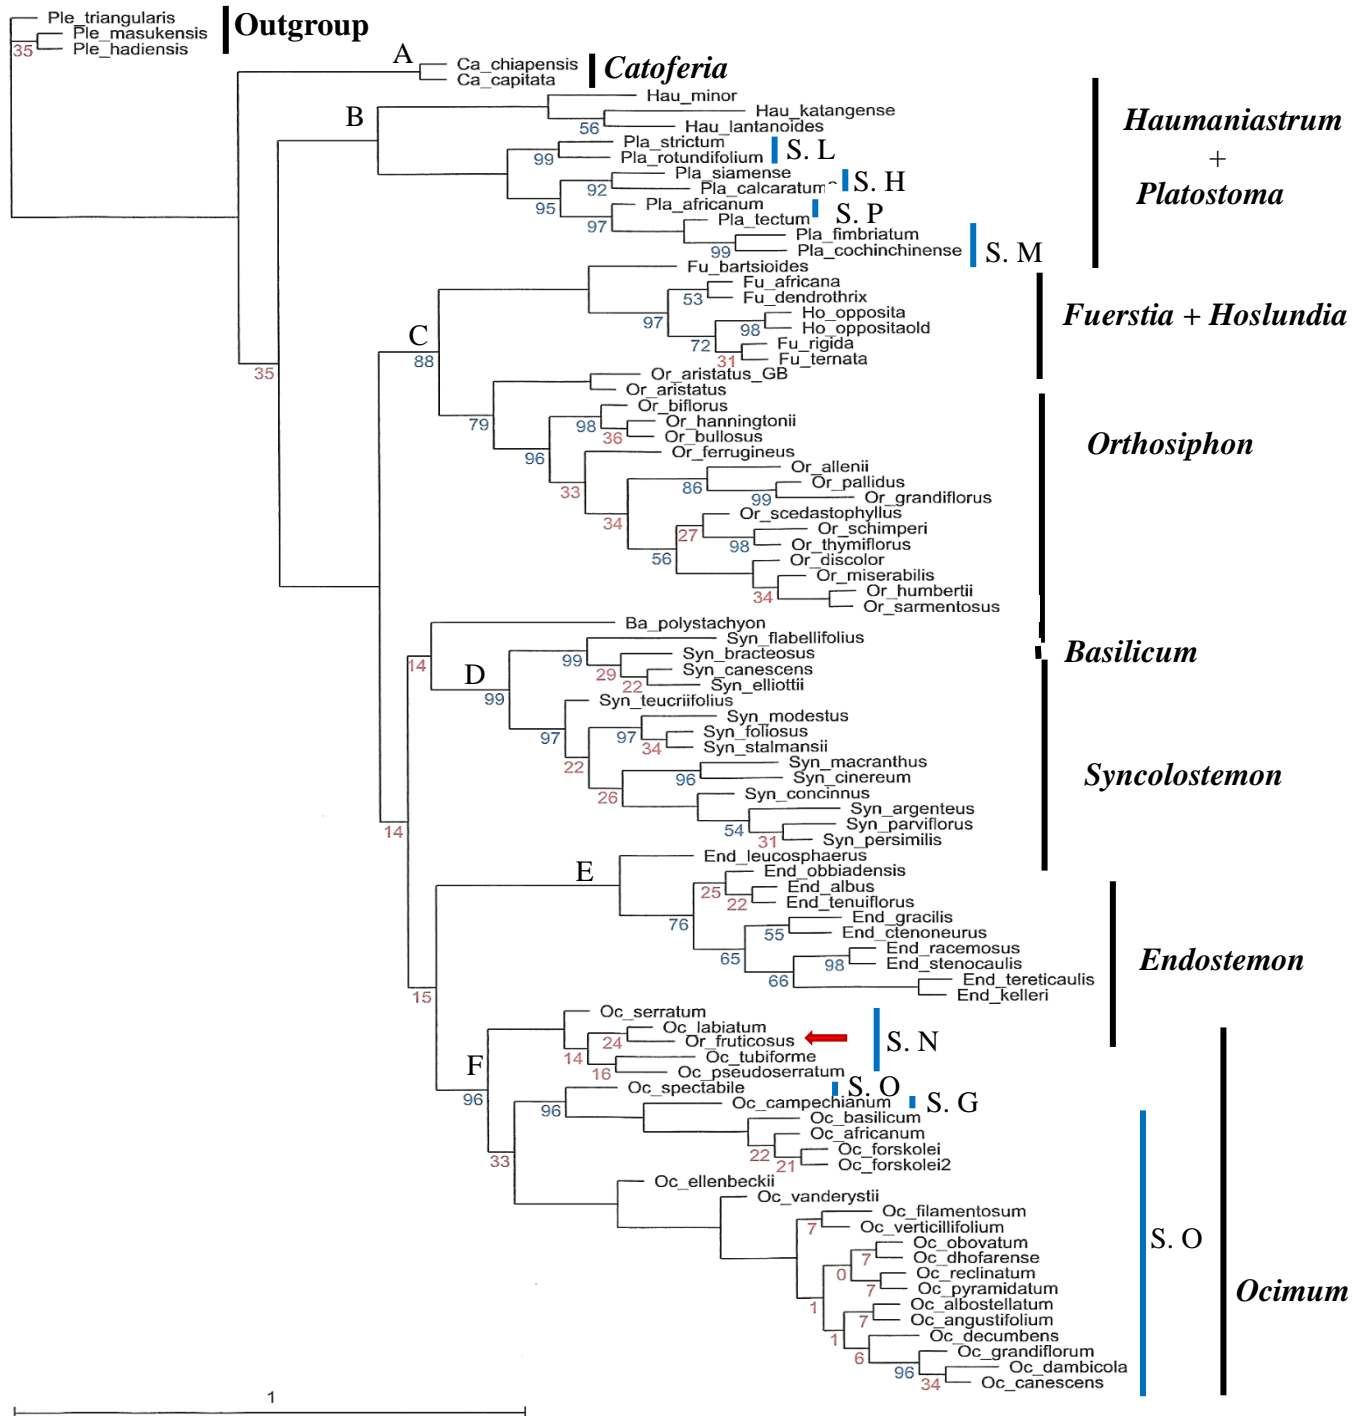 Ple_triangularis
Ple_masukensis
Ple_hadiensis
35
Outgroup
A
Ca_chiapensis
Ca_capitata
Catoferia
B
Hau_minor
Hau_katangense
56
Hau_lantanoides
Haumaniastrum
+
Platostoma
Pla_strictum
99
Pla_rotundifolium
S. L
Pla_siamense
92
Pla_calcaratum
S. H
95
Pla_africanum
S. P
97
Pla_tectum
Pla_fimbriatum
99
Pla_cochinchinense
S. M
Fu_bartsioides
Fu_africana
53
Fu_dendrothrix
97
Ho_opposita
98
Ho_oppositaold
72
Fu_rigida
31
Fu_ternata
Fuerstia + Hoslundia
C
88
35
Or_aristatus_GB
Or_aristatus
79
Or_biflorus
98
Or_hanningtonii
36
Or_bullosus
96
Or_ferrugineus
33
Or_allenii
86
Or_pallidus
99
Or_grandiflorus
34
Or_scedastophyllus
27
Or_schimperi
98
Or_thymiflorus
56
Or_discolor
Or_miserabilis
34
Or_humbertii
Or_sarmentosus
Orthosiphon
Ba_polystachyon
Basilicum
14
D
99
Syn_flabellifolius
99
Syn_bracteosus
29
Syn_canescens
22
Syn_elliottii
Syn_teucriifolius
97
Syn_modestus
97
Syn_foliosus
34
Syn_stalmansii
22
Syn_macranthus
96
Syn_cinereum
26
Syn_concinnus
Syn_argenteus
54
Syn_parviflorus
31
Syn_persimilis
Syncolostemon
14
E
End_leucosphaerus
End_obbiadensis
25
End_albus
22
End_tenuiflorus
76
End_gracilis
55
End_ctenoneurus
65
End_racemosus
98
End_stenocaulis
66
End_tereticaulis
End_kelleri
Endostemon
15
Oc_serratum
Oc_labiatum
24
Or_fruticosus
14
Oc_tubiforme
16
Oc_pseudoserratum
S. N
F
96
Oc_spectabile
S. O
96
Oc_campechianum
S. G
Oc_basilicum
Oc_africanum
22
Oc_forskolei
21
Oc_forskolei2
33
Oc_ellenbeckii
Oc_vanderystii
Oc_filamentosum
7
Oc_verticillifolium
Oc_obovatum
7
Oc_dhofarense
0
Oc_reclinatum
7
Oc_pyramidatum
1
Oc_albostellatum
7
Oc_angustifolium
1
Oc_decumbens
6
Oc_grandiflorum
96
Oc_dambicola
34
Oc_canescens
S. O
Ocimum
1